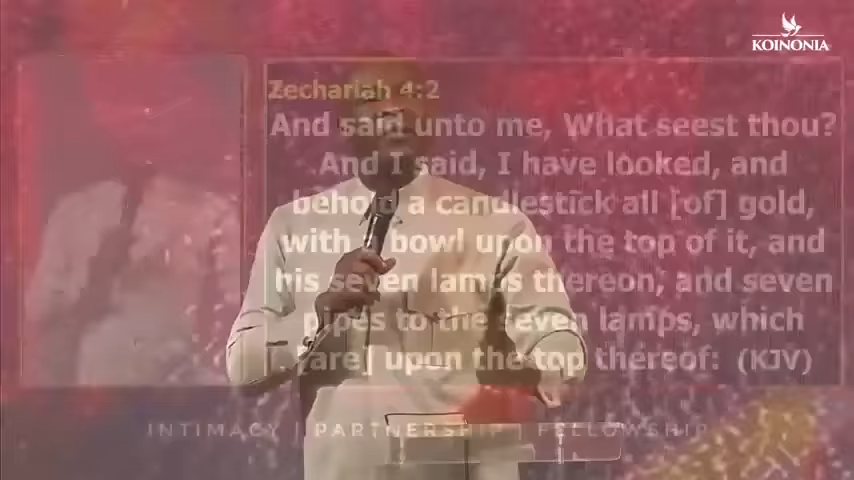 KOINONIA
Zechariah 4:2
And said unto me, What seest thou?
And I said, I have looked, and
behold a candlestick all [of] gold,
with a bowl upon the top of it, and
his seven lamps thereon, and seven
pipes to the seven lamps, which
[are] upon the top thereof: (KJV)
INTIMACY | PARTNERSHIP | FELLOWSHIP